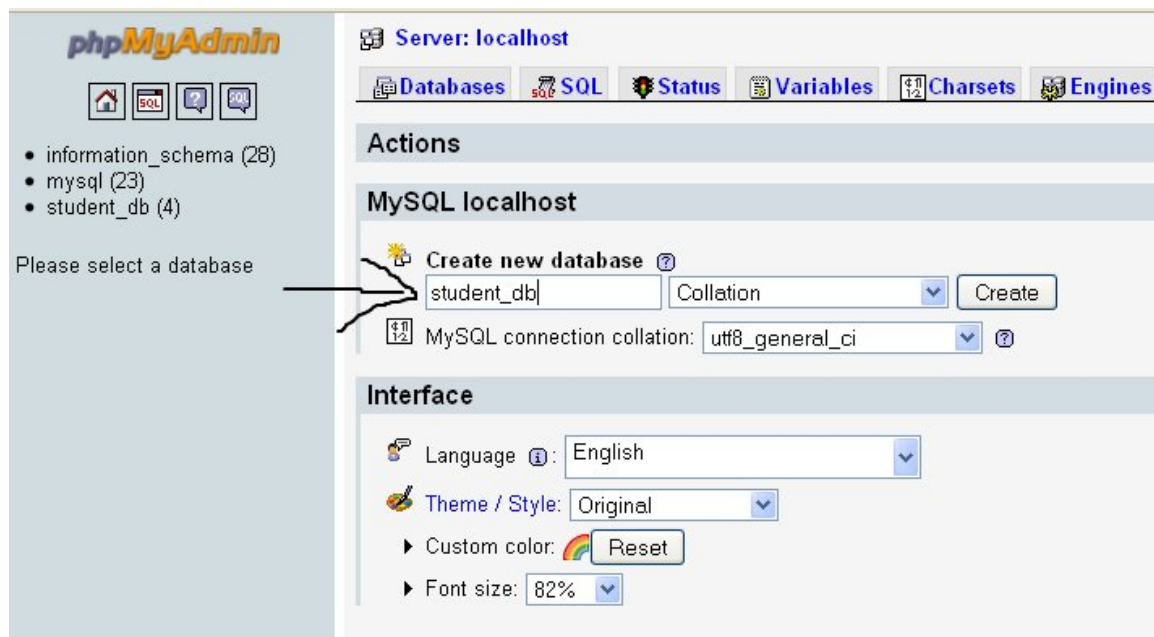 phpMyAdmin
SQL
SQL
information_schema (28)
mysql (23)
student_db (4)
Please select a database
Server: localhost
Databases SQL Status Variables Charsets Engines
Actions
MySQL localhost
Create new database
student_db Collation Create
MySQL connection collation: utf8_general_ci
Interface
Language : English
Theme / Style: Original
Custom color: Reset
Font size: 82%